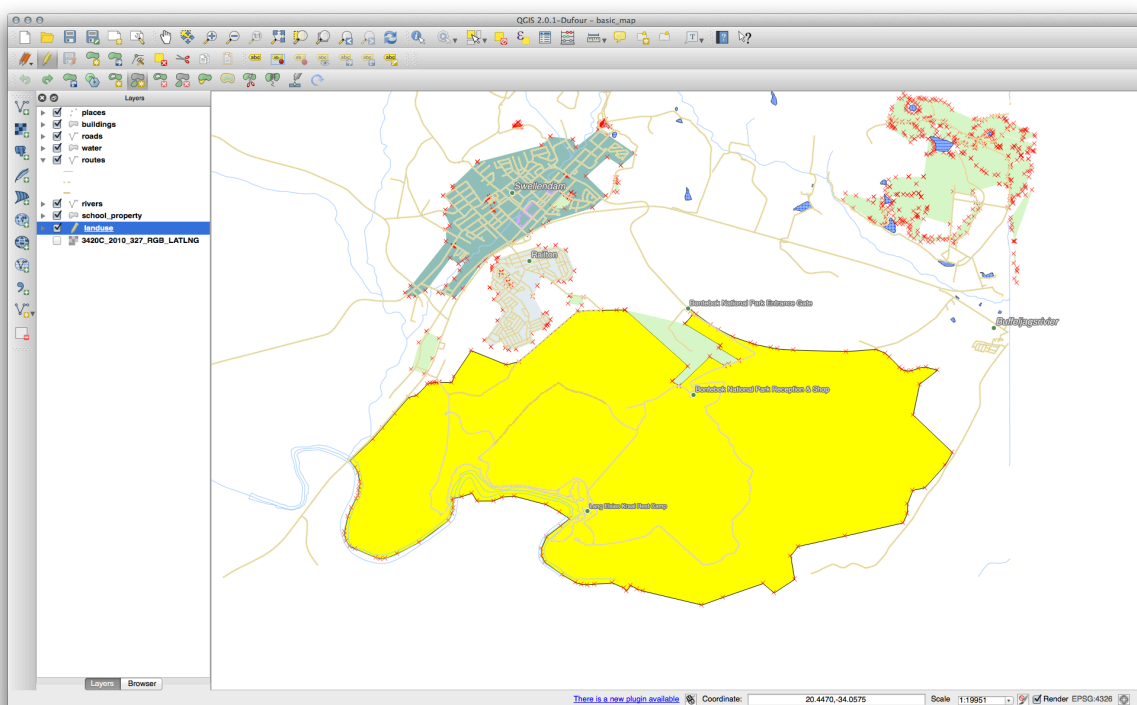 QGIS 2.0.1-Dufour - basic_map
Layers
places
buildings
roads
water
routes
rivers
school_property
landuse
3420C_2010_327_RGB_LATLNG
Swellendam
Railton
Bontebok National Park Entrance Gate
Buffeljagsrivier
Bontebok National Park Reception & Shop
Lang Elsies Kraal Rest Camp
Layers
Browser
There is a new plugin available
Coordinate:
20.4470,-34.0575
Scale
1:19951
Render
EPSG:4326